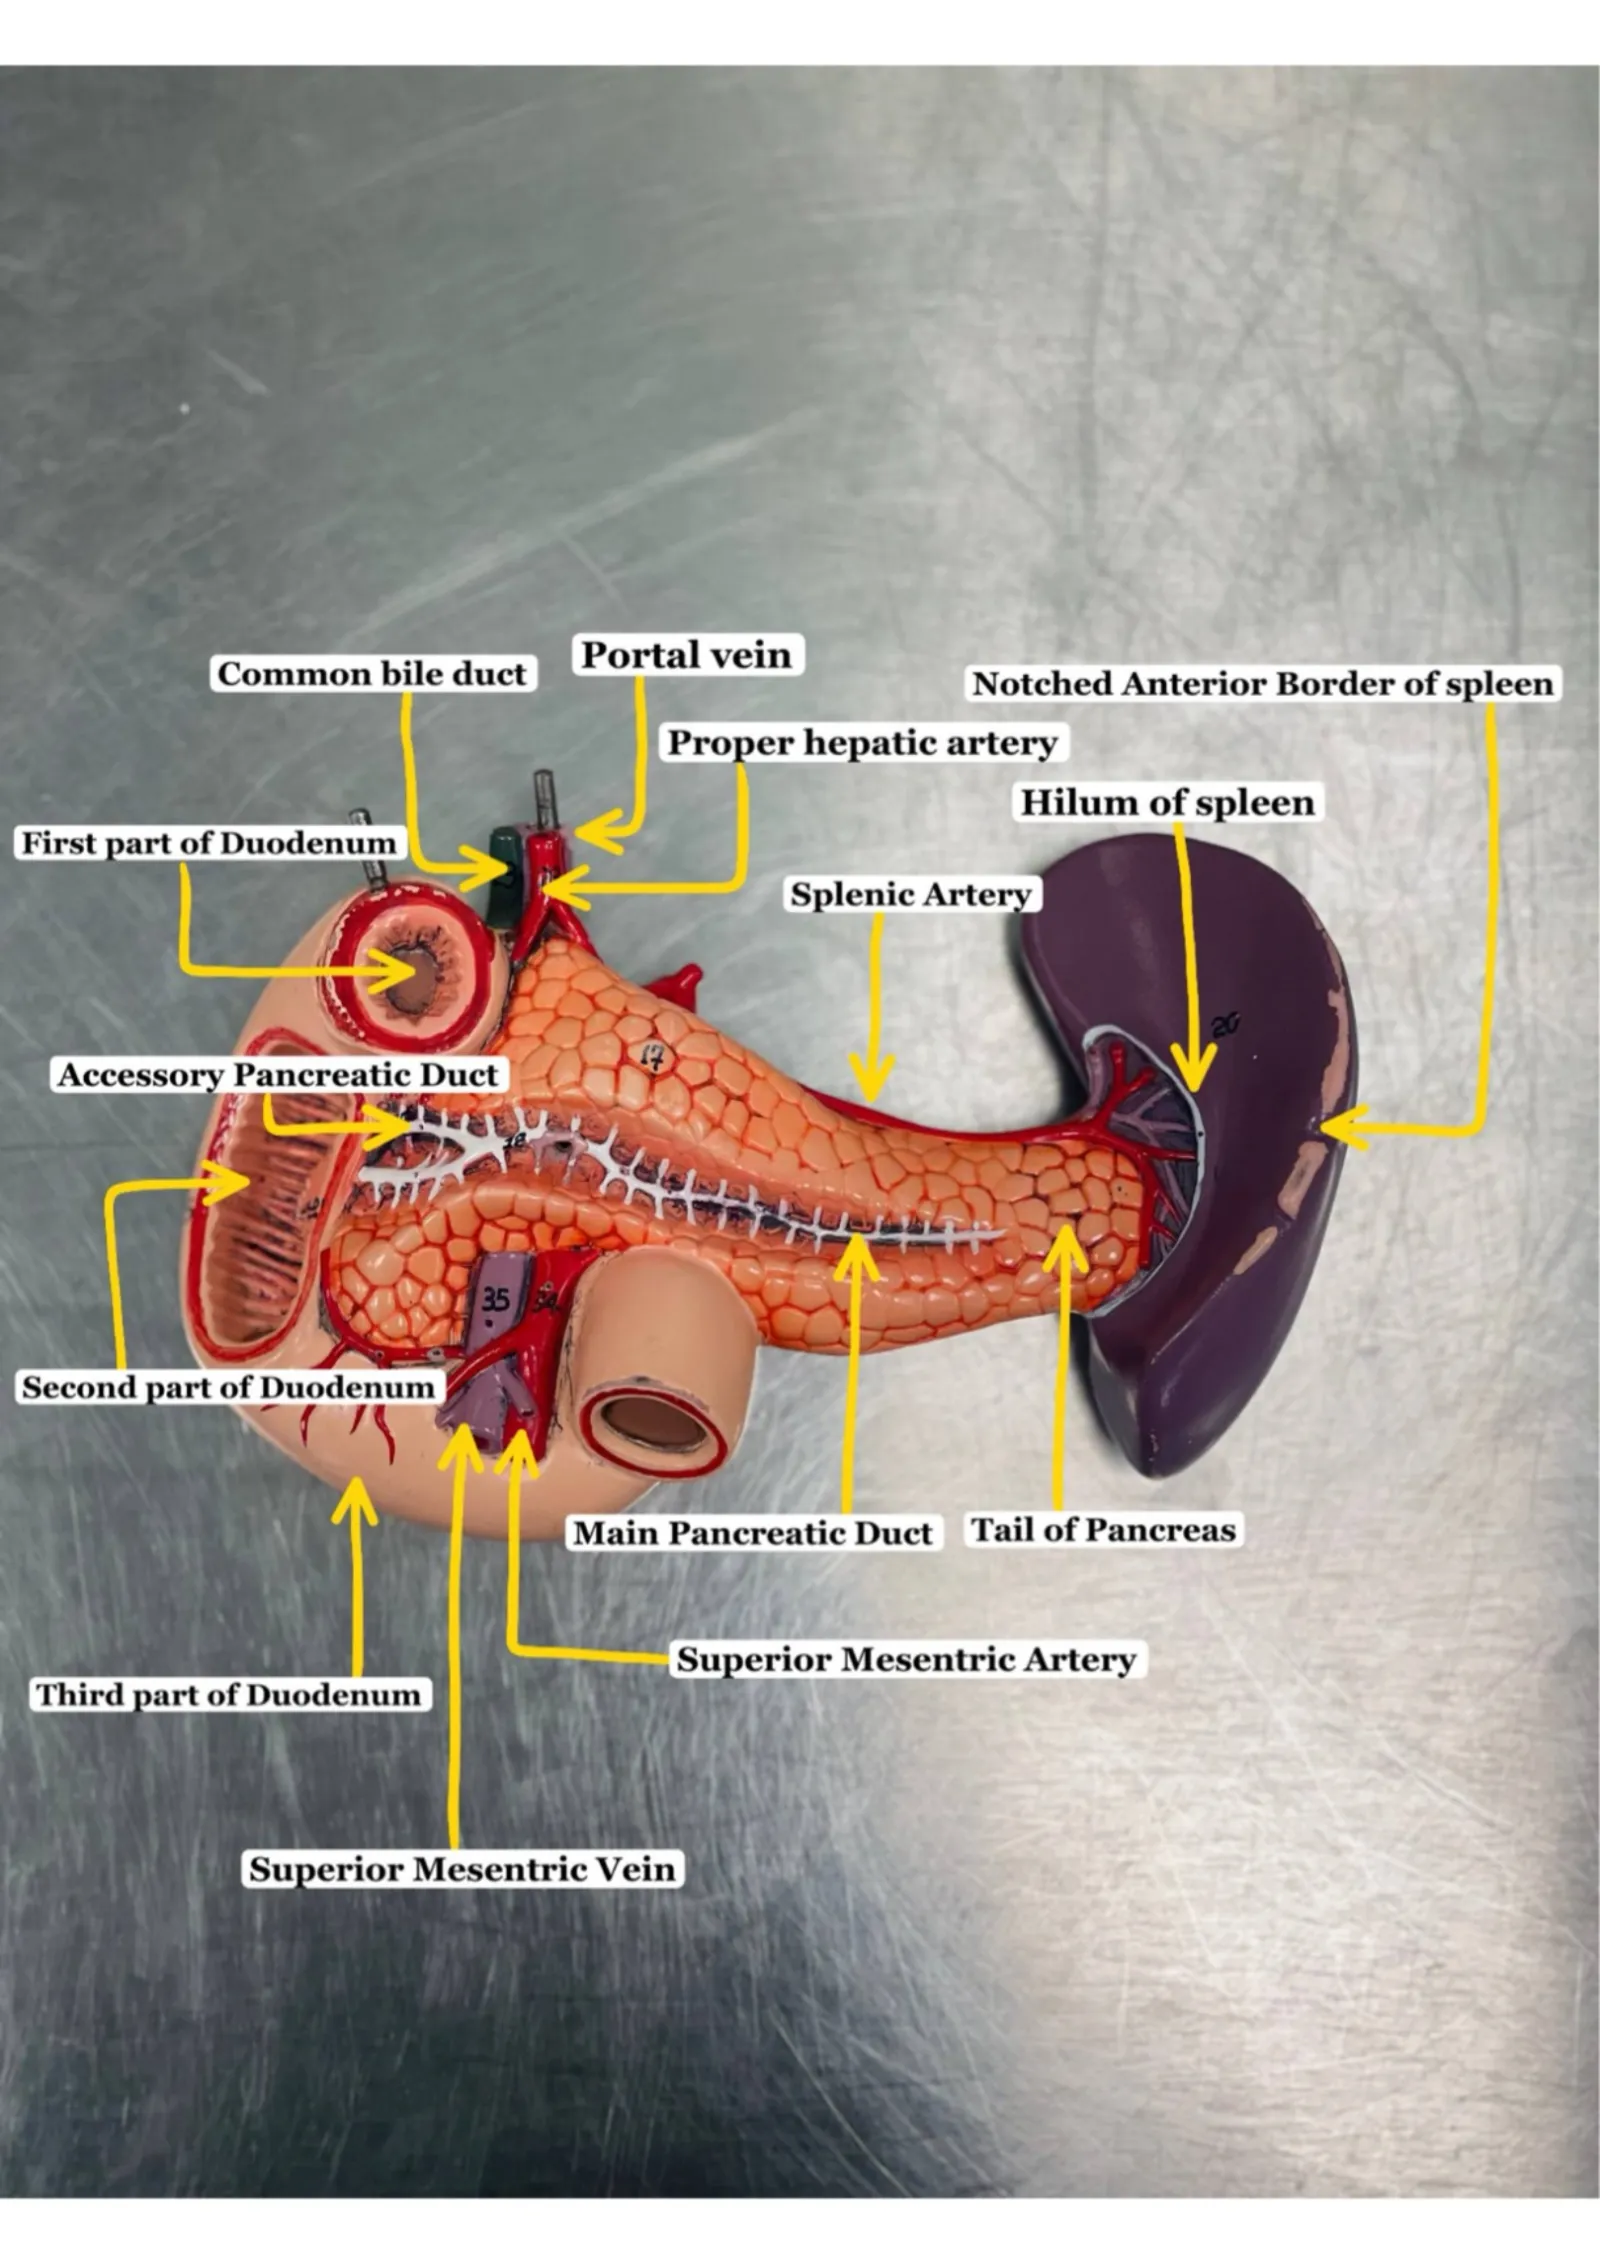 Portal vein
Common bile duct
Notched Anterior Border of spleen
Proper hepatic artery
Hilum of spleen
First part of Duodenum
Splenic Artery
20
17
Accessory Pancreatic Duct
18
35
34
Second part of Duodenum
Main Pancreatic Duct
Tail of Pancreas
Superior Mesentric Artery
Third part of Duodenum
Superior Mesentric Vein